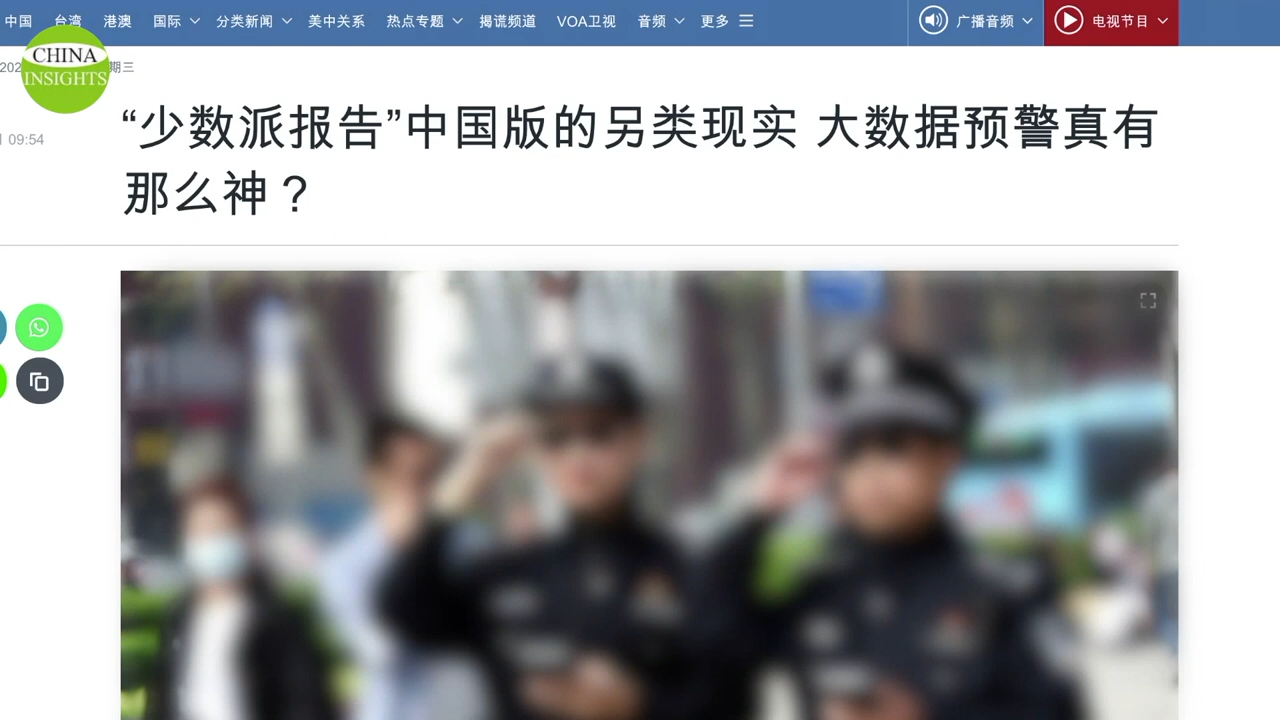 中国 台湾 港澳 国际 分类新闻 美中关系 热点专题 揭谎频道 VOA卫视 音频 更多 广播音频 电视节目
CHINA
INSIGHTS
202 期三
“少数派报告”中国版的另类现实 大数据预警真有
09:54
那么神？